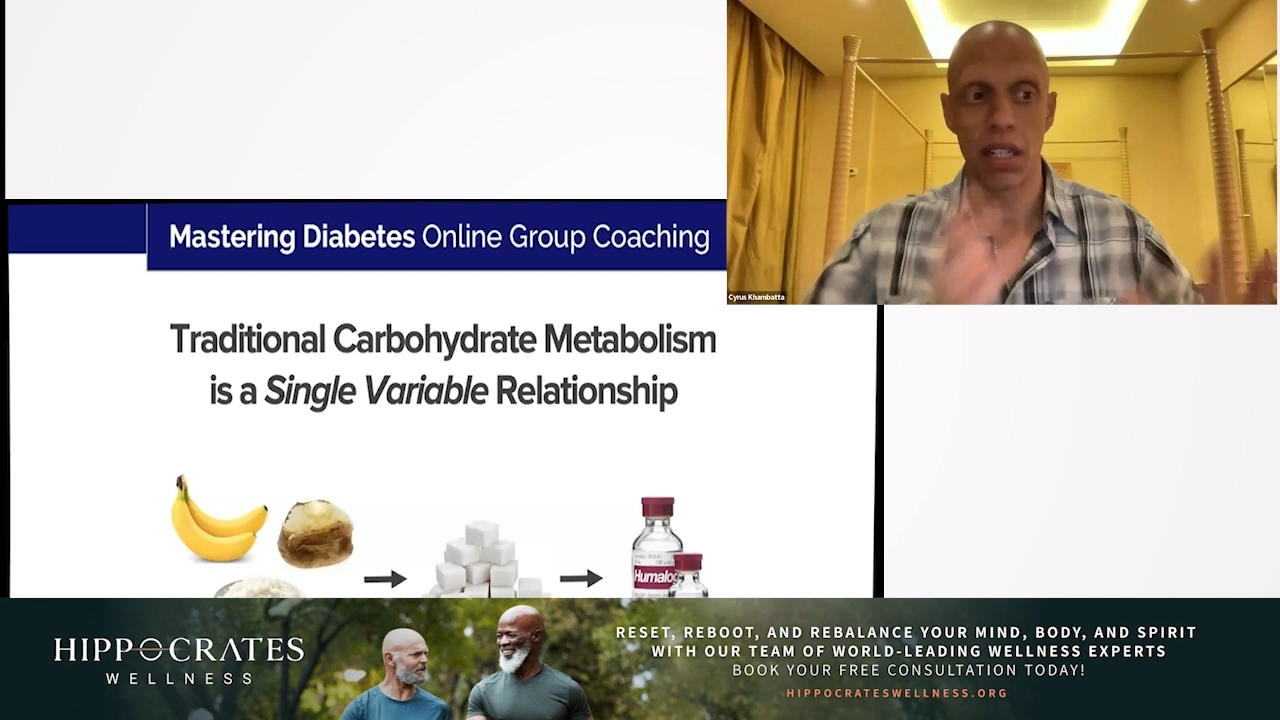 Cyrus Khambatta
Mastering Diabetes Online Group Coaching
Traditional Carbohydrate Metabolism
is a Single Variable Relationship
Humalog
HIPPOCRATES
WELLNESS
RESET, REBOOT, AND REBALANCE YOUR MIND, BODY, AND SPIRIT
WITH OUR TEAM OF WORLD-LEADING WELLNESS EXPERTS
BOOK YOUR FREE CONSULTATION TODAY!
HIPPOCRATESWELLNESS.ORG